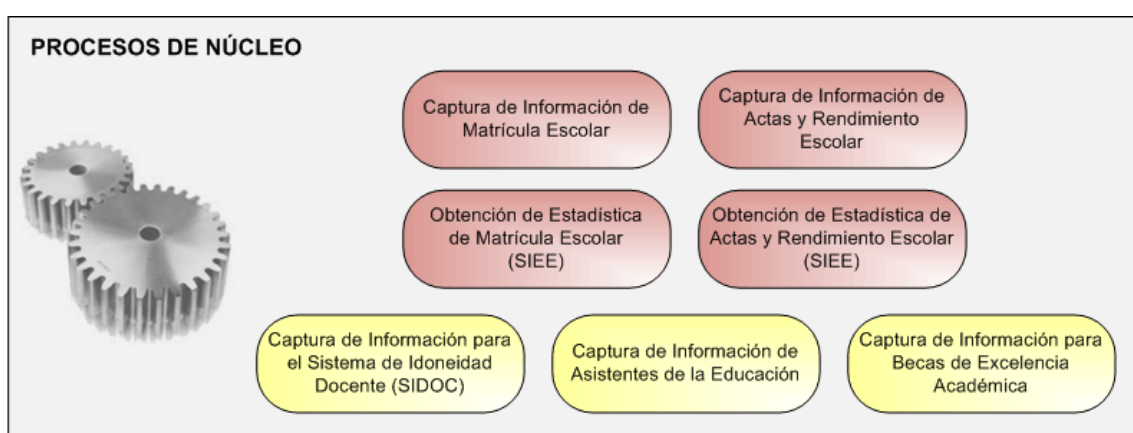 PROCESOS DE NÚCLEO
Captura de Información de
Matrícula Escolar
Captura de Información de
Actas y Rendimiento
Escolar
Obtención de Estadística
de Matrícula Escolar
(SIEE)
Obtención de Estadística de
Actas y Rendimiento Escolar
(SIEE)
Captura de Información para
el Sistema de Idoneidad
Docente (SIDOC)
Captura de Información de
Asistentes de la Educación
Captura de Información para
Becas de Excelencia
Académica